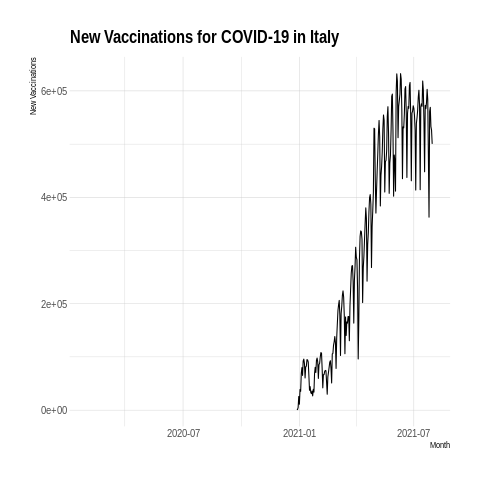 New Vaccinations for COVID-19 in Italy
New Vaccinations
6e+05
4e+05
2e+05
0e+00
2020-07
2021-01
2021-07
Month